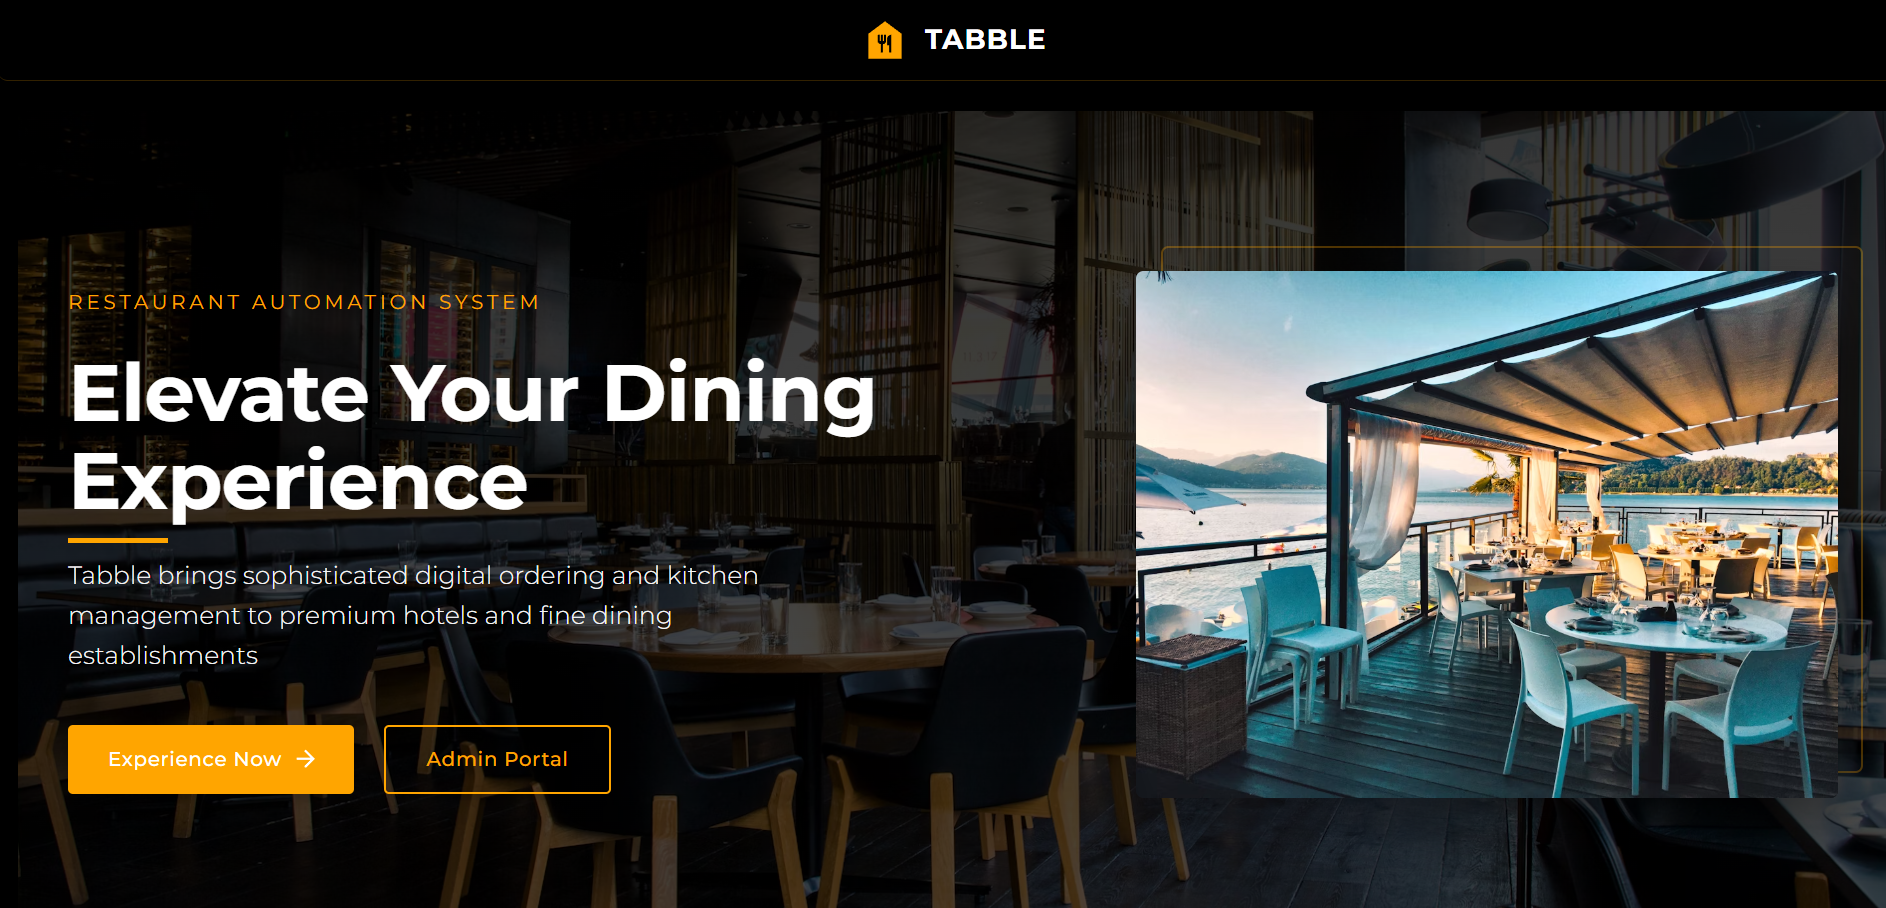 TABBLE
RESTAURANT AUTOMATION SYSTEM
Elevate Your Dining
Experience
Tabble brings sophisticated digital ordering and kitchen
management to premium hotels and fine dining
establishments
Experience Now →
Admin Portal